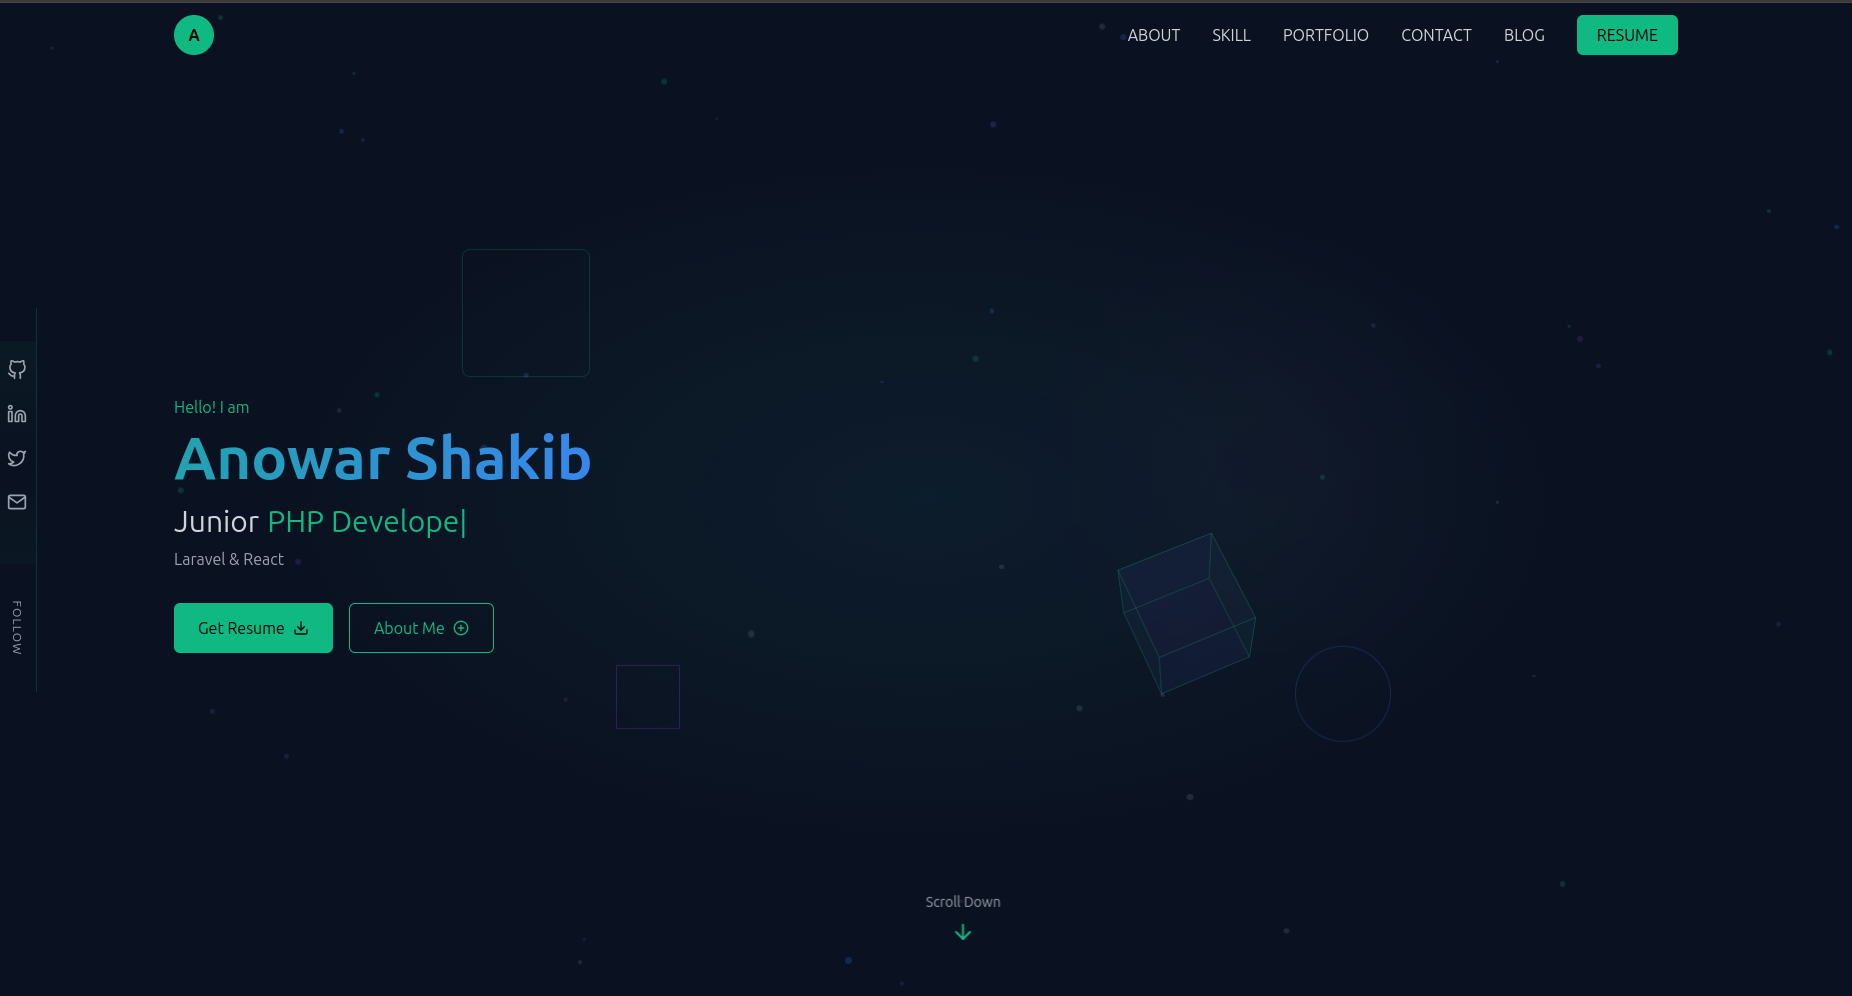 A
ABOUT SKILL PORTFOLIO CONTACT BLOG RESUME
Hello! I am
Anowar Shakib
Junior PHP Develope|
Laravel & React
Get Resume About Me
FOLLOW
Scroll Down